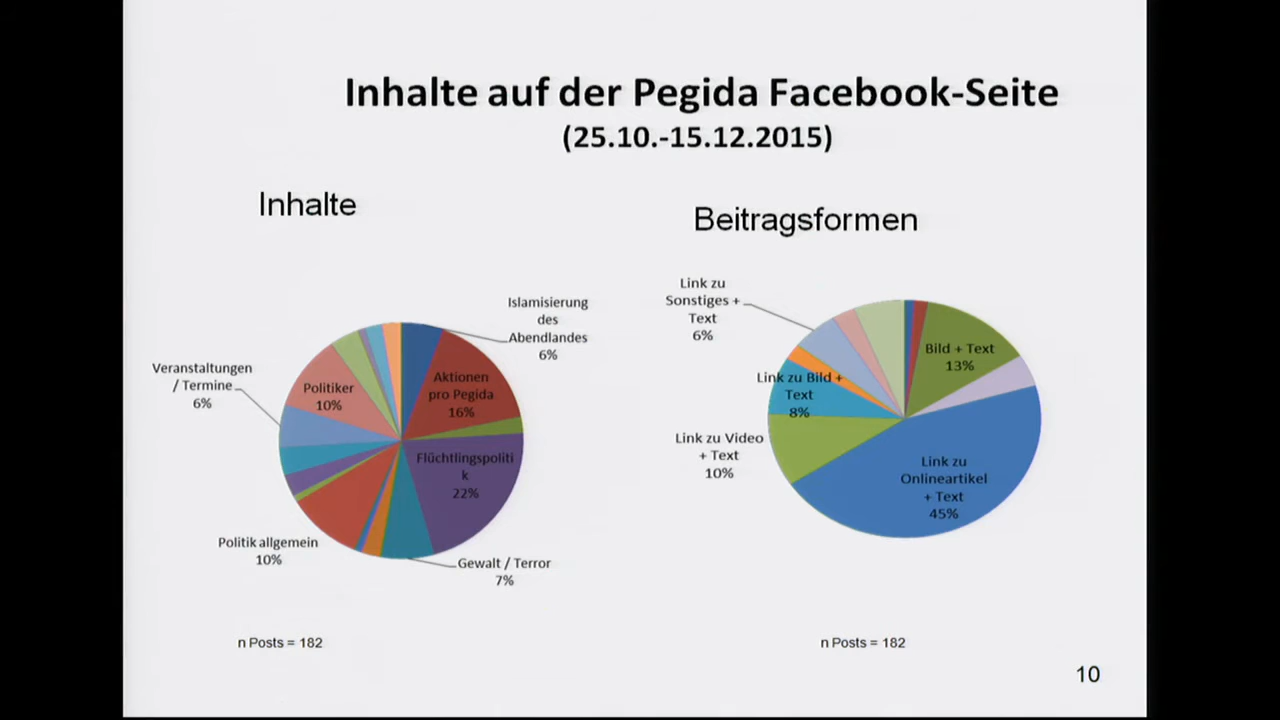 Inhalte auf der Pegida Facebook-Seite
(25.10.-15.12.2015)
Inhalte
Beitragsformen
Islamisierung
des
Abendlandes
6%
Aktionen
pro Pegida
16%
Flüchtlingspoliti
k
22%
Gewalt / Terror
7%
Politik allgemein
10%
Veranstaltungen
/ Termine
6%
Politiker
10%
Link zu
Sonstiges +
Text
6%
Bild + Text
13%
Link zu Bild +
Text
8%
Link zu Video
+ Text
10%
Link zu
Onlineartikel
+ Text
45%
n Posts = 182
n Posts = 182
10